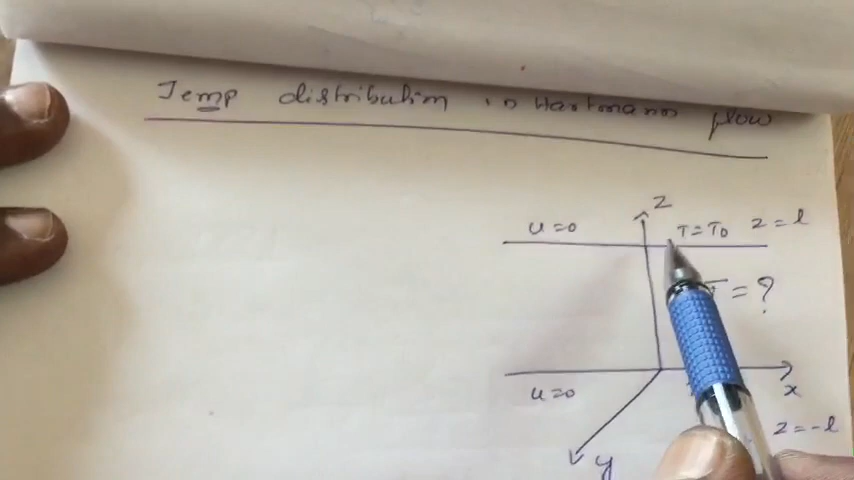 Temp distribution in Hartmann flow
z
u=0 T=T0 z=l
= ?
x
u=0
z=-l
y